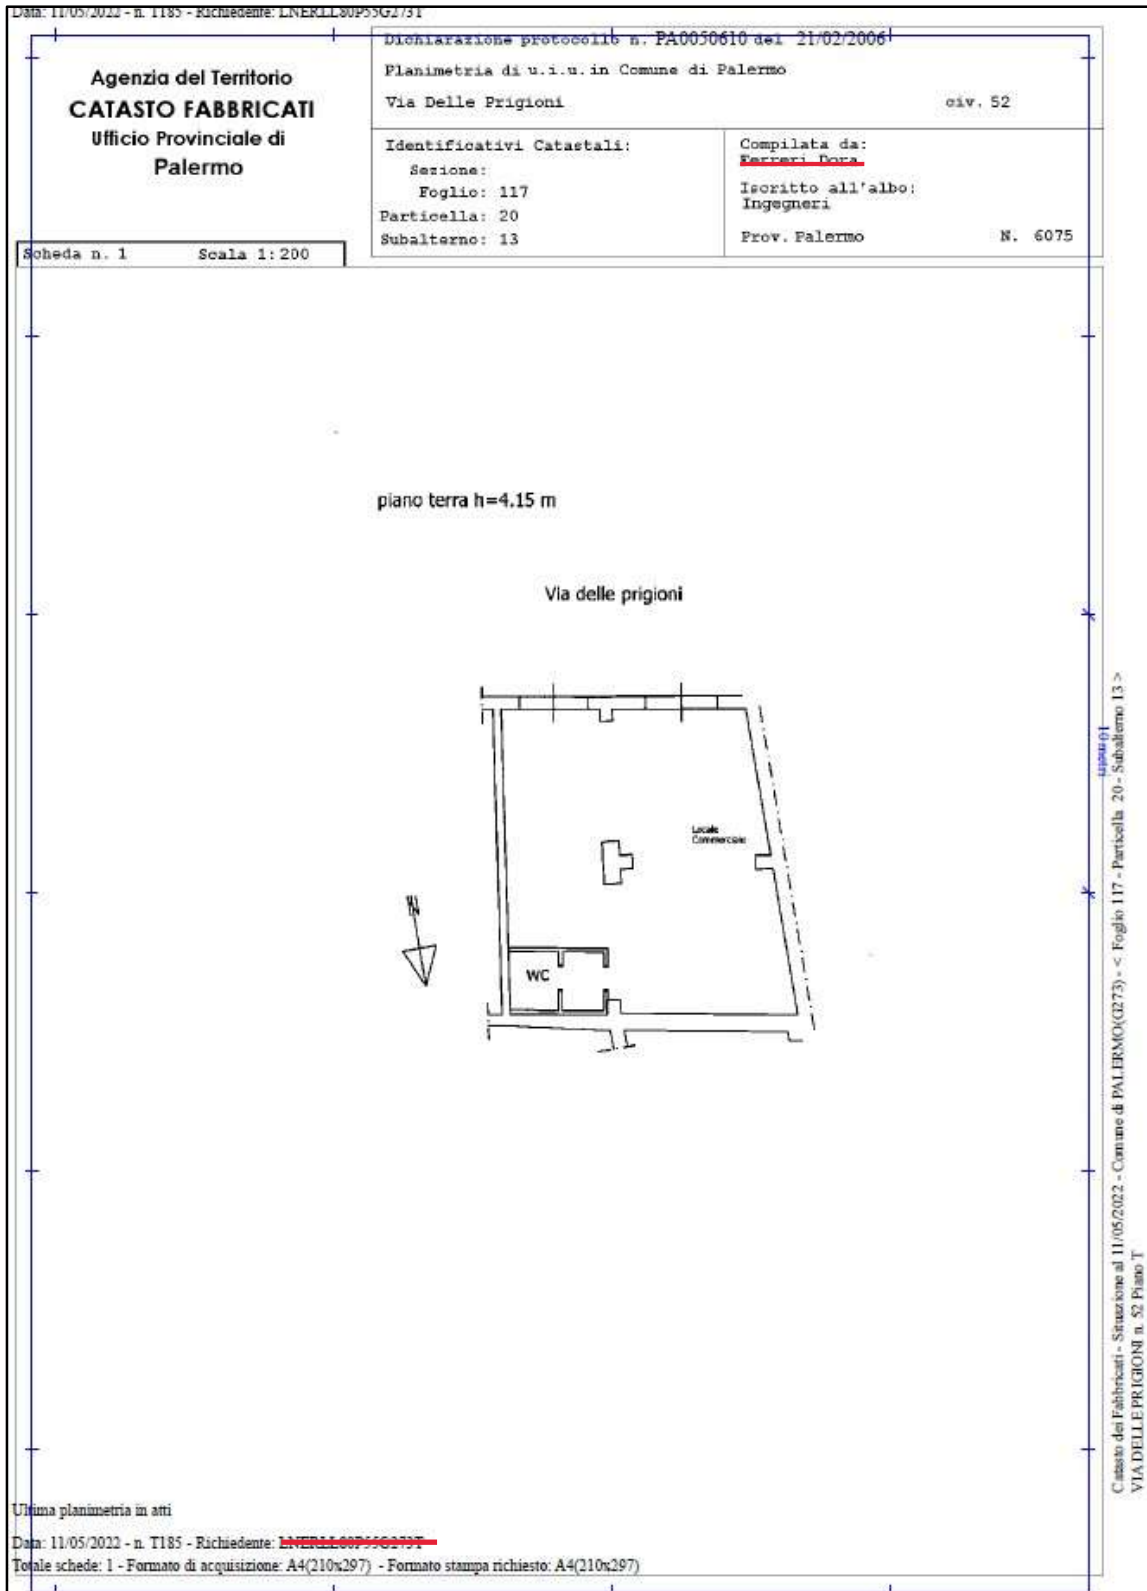 Data: 11/05/2022 - n. T185 - Richiedente:
Dichiarazione protocollo n. PA0050610 del 21/02/2006
Agenzia del Territorio
CATASTO FABBRICATI
Ufficio Provinciale di
Palermo
Planimetria di u.i.u. in Comune di Palermo
Via Delle Prigioni civ. 52
Identificativi Catastali:
Sezione:
Foglio: 117
Particella: 20
Subalterno: 13
Compilata da:
Iscritto all'albo:
Ingegneri
Prov. Palermo N. 6075
Scheda n. 1 Scala 1:200
piano terra h=4.15 m
Via delle prigioni
Locale
Commerciale
WC
N
10 metri
Catasto dei Fabbricati - Situazione al 11/05/2022 - Comune di PALERMO(G273) - < Foglio 117 - Particella 20 - Subalterno 13 >
VIA DELLE PRIGIONI n. 52 Piano T
Ultima planimetria in atti
Data: 11/05/2022 - n. T185 - Richiedente:
Totale schede: 1 - Formato di acquisizione: A4(210x297) - Formato stampa richiesto: A4(210x297)